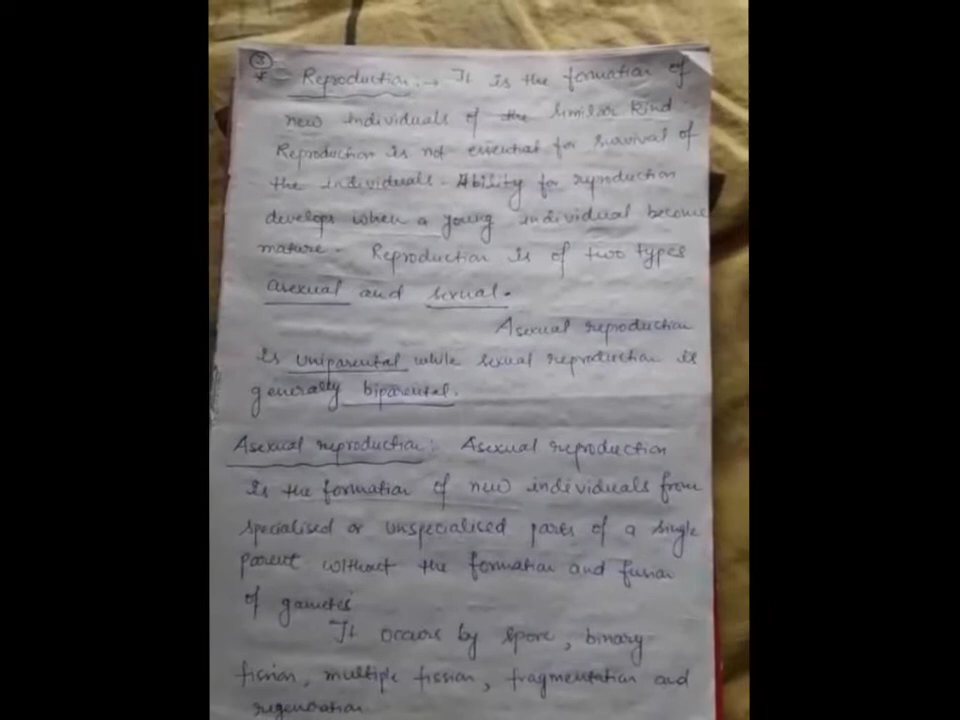 ③
* Reproduction :→ It is the formation of
new individuals of the similar kind
Reproduction is not essential for survival of
the individuals. Ability for reproduction
develops when a young individual become
mature. Reproduction is of two types
asexual and sexual.
Asexual reproduction
is uniparental while sexual reproduction is
generally biparental.
Asexual reproduction: Asexual reproduction
is the formation of new individuals from
specialised or unspecialised parts of a single
parent without the formation and fusion
of gametes
It occurs by spore, binary
fission, multiple fission, fragmentation and
regeneration